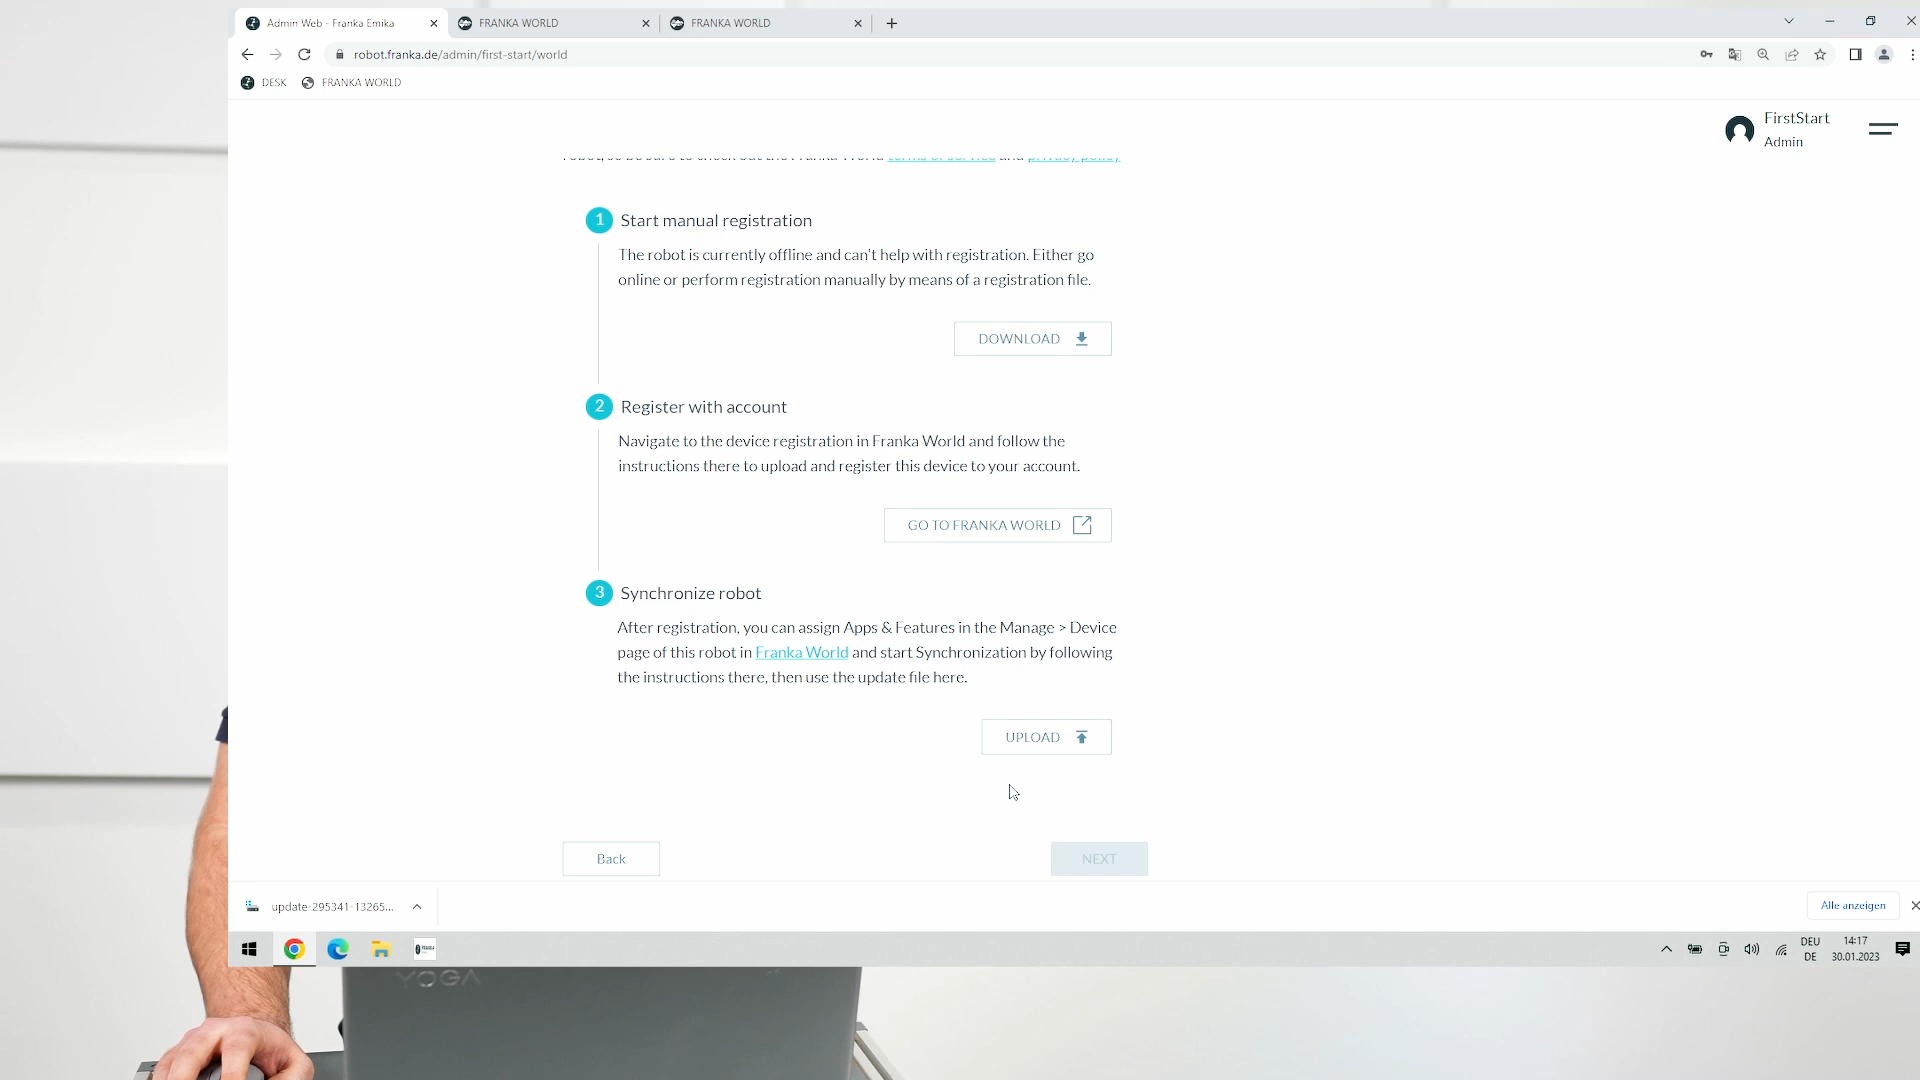 Admin Web - Franka Emika
FRANKA WORLD
FRANKA WORLD
robot.franka.de/admin/first-start/world
DESK
FRANKA WORLD
FirstStart
Admin
terms of service and privacy policy
1 Start manual registration
The robot is currently offline and can't help with registration. Either go
online or perform registration manually by means of a registration file.
DOWNLOAD
2 Register with account
Navigate to the device registration in Franka World and follow the
instructions there to upload and register this device to your account.
GO TO FRANKA WORLD
3 Synchronize robot
After registration, you can assign Apps & Features in the Manage > Device
page of this robot in Franka World and start Synchronization by following
the instructions there, then use the update file here.
UPLOAD
Back
NEXT
update-295341-13265...
Alle anzeigen
DEU
DE
14:17
30.01.2023
YOGA